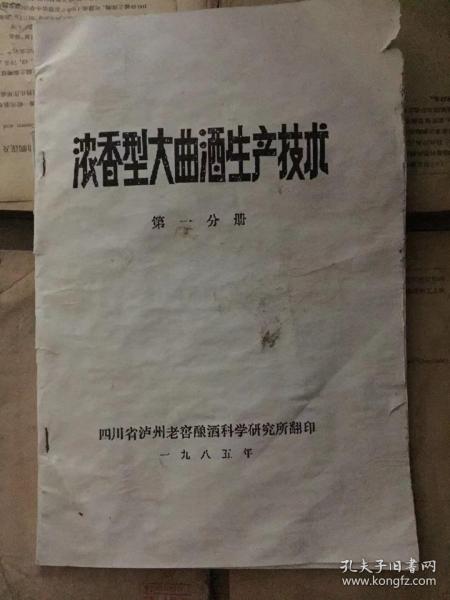 浓香型大曲酒生产技术
第一分册
四川省泸州老窖酿酒科学研究所翻印
一九八五年
孔夫子旧书网
www.kongfz.com